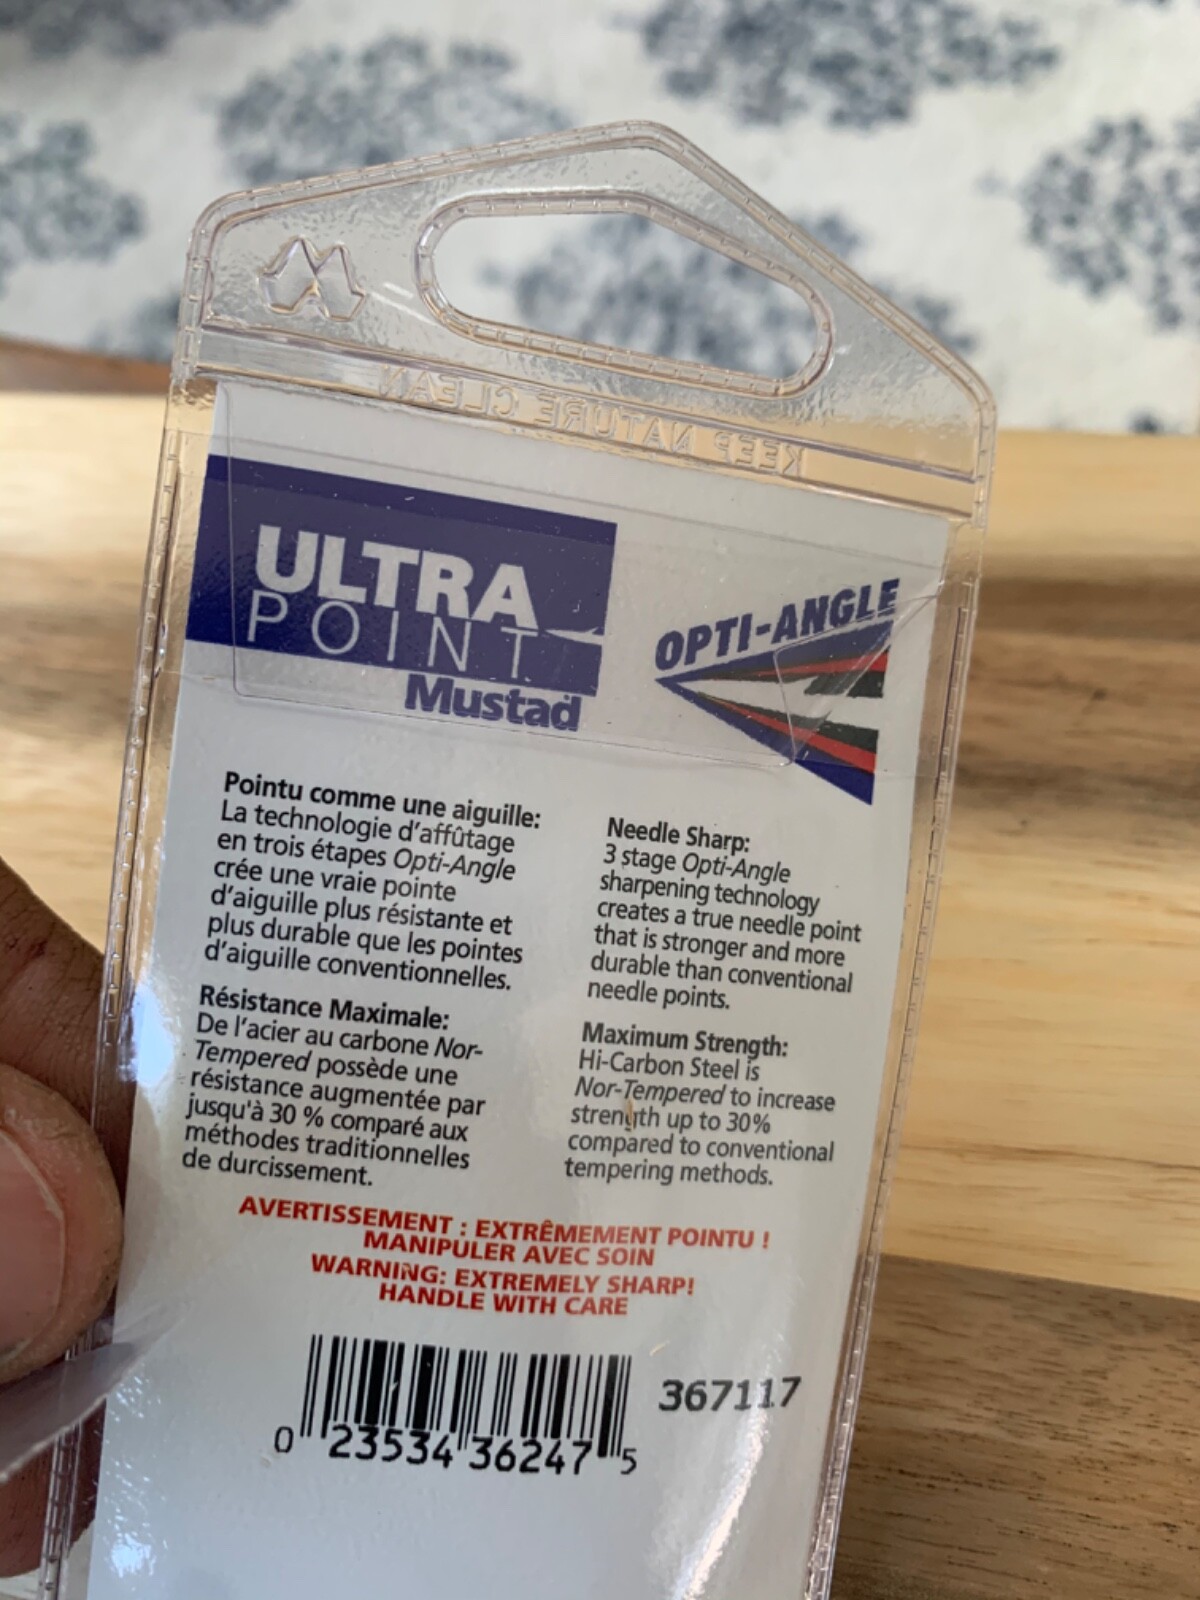 KEEP NATURE CLEAN
ULTRA
POINT
Mustad
OPTI-ANGLE
Pointu comme une aiguille:
La technologie d'affûtage
en trois étapes Opti-Angle
crée une vraie pointe
d'aiguille plus résistante et
plus durable que les pointes
d'aiguille conventionnelles.
Résistance Maximale:
De l'acier au carbone Nor-
Tempered possède une
résistance augmentée par
jusqu'à 30 % comparé aux
méthodes traditionnelles
de durcissement.
Needle Sharp:
3 stage Opti-Angle
sharpening technology
creates a true needle point
that is stronger and more
durable than conventional
needle points.
Maximum Strength:
Hi-Carbon Steel is
Nor-Tempered to increase
strength up to 30%
compared to conventional
tempering methods.
AVERTISSEMENT : EXTRÊMEMENT POINTU !
MANIPULER AVEC SOIN
WARNING: EXTREMELY SHARP!
HANDLE WITH CARE
0 23534 36247 5
367117